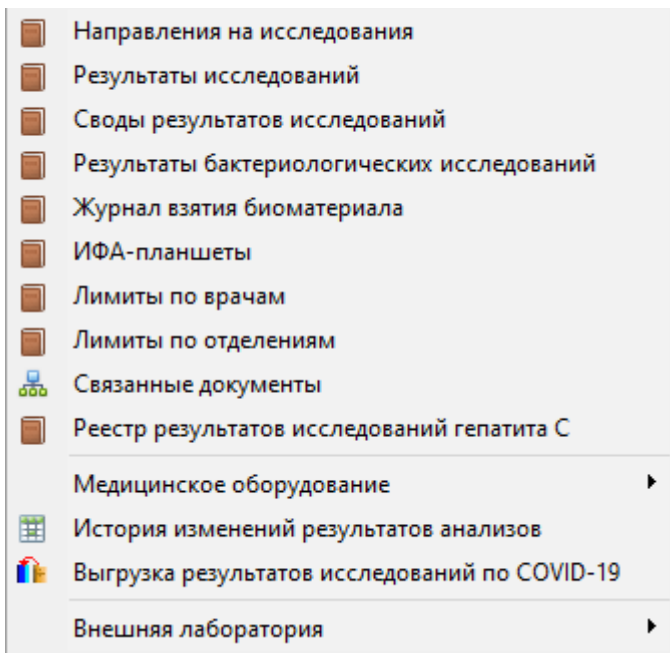 Направления на исследования
Результаты исследований
Своды результатов исследований
Результаты бактериологических исследований
Журнал взятия биоматериала
ИФА-планшеты
Лимиты по врачам
Лимиты по отделениям
Связанные документы
Реестр результатов исследований гепатита С
Медицинское оборудование
История изменений результатов анализов
Выгрузка результатов исследований по COVID-19
Внешняя лаборатория